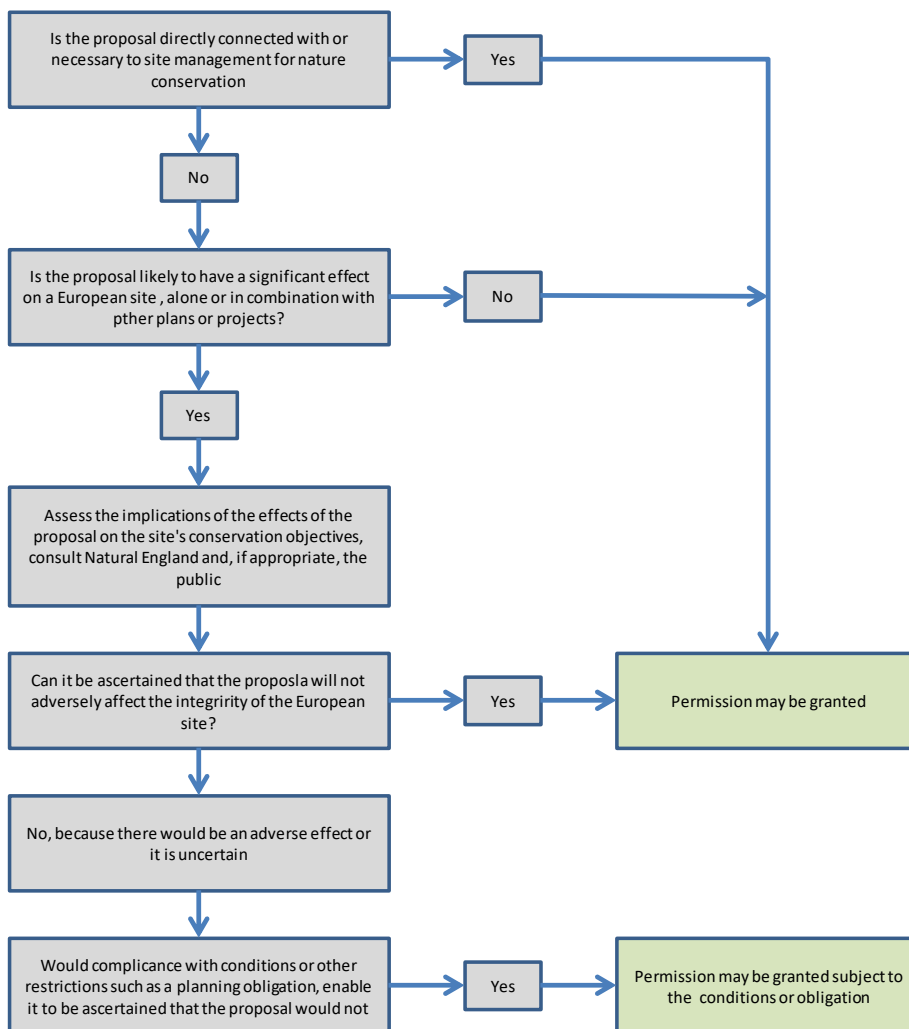 Is the proposal directly connected with or
necessary to site management for nature
conservation
Yes
No
Is the proposal likely to have a significant effect
on a European site , alone or in combination with
pther plans or projects?
No
Yes
Assess the implications of the effects of the
proposal on the site's conservation objectives,
consult Natural England and, if appropriate, the
public
Can it be ascertained that the proposla will not
adversely affect the integririty of the European
site?
Yes
Permission may be granted
No, because there would be an adverse effect or
it is uncertain
Would complicance with conditions or other
restrictions such as a planning obligation, enable
it to be ascertained that the proposal would not
Yes
Permission may be granted subject to
the conditions or obligation